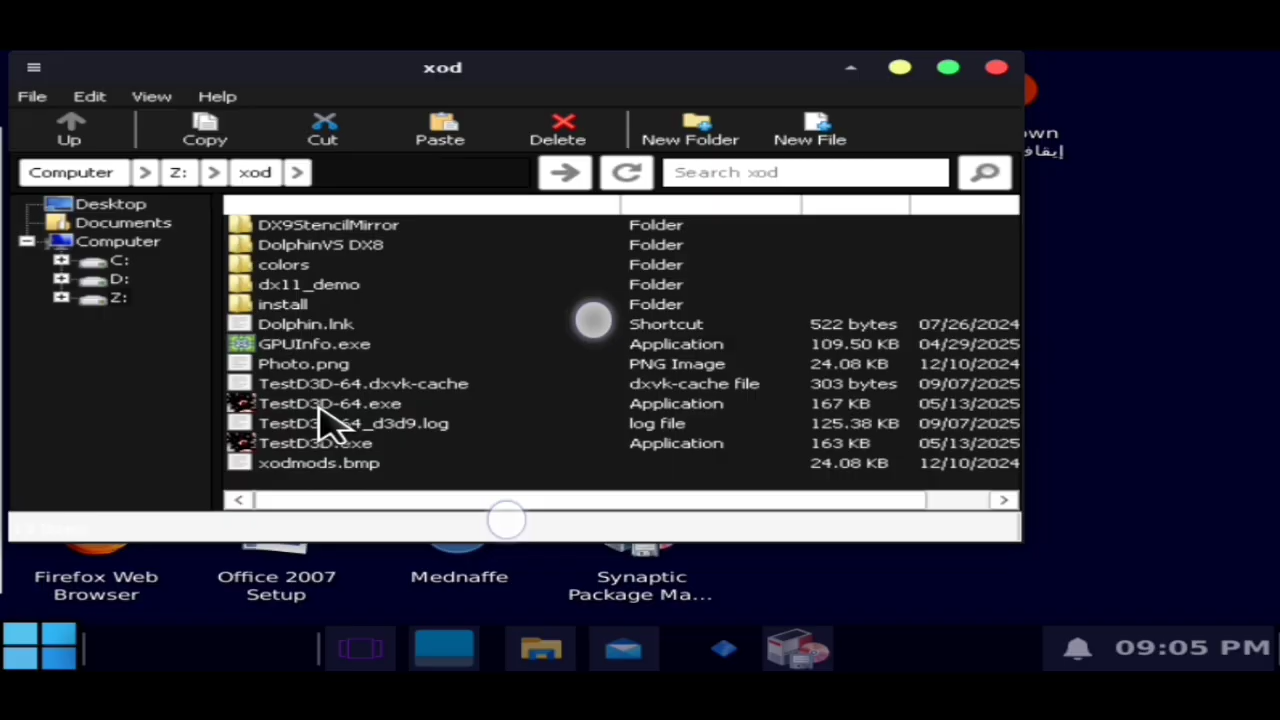 xod
File Edit View Help
Up Copy Cut Paste Delete New Folder New File
Computer Z: xod Search xod
Desktop
Documents
Computer
C:
D:
Z:
DX9StencilMirror Folder
DolphinVS DX8 Folder
colors Folder
dx11_demo Folder
install Folder
Dolphin.lnk Shortcut 522 bytes 07/26/2024
GPUInfo.exe Application 109.50 KB 04/29/2025
Photo.png PNG Image 24.08 KB 12/10/2024
TestD3D-64.dxvk-cache dxvk-cache file 303 bytes 09/07/2025
TestD3D-64.exe Application 167 KB 05/13/2025
TestD3D-64_d3d9.log log file 125.38 KB 09/07/2025
TestD3D.exe Application 163 KB 05/13/2025
xodmods.bmp 24.08 KB 12/10/2024
own
إيقاف
Firefox Web
Browser
Office 2007
Setup
Mednaffe
Synaptic
Package Ma...
09:05 PM